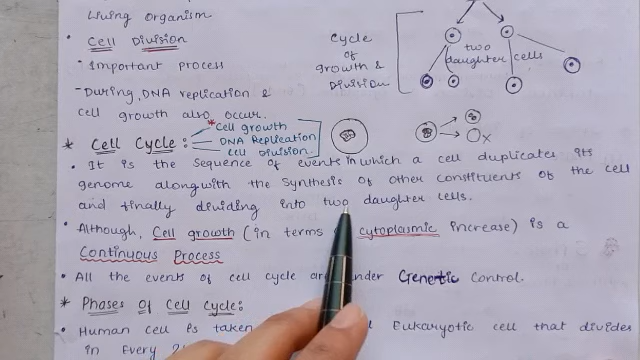 Living Organism
• Cell Division
- Important process
- During, DNA replication &
cell growth also occur.
Cycle
of
growth &
Division
two
daughter cells
* Cell Cycle:
* Cell growth
DNA Replication
Cell Division.
• It is the sequence of events in which a cell duplicates its
genome alongwith the synthesis of other constituents of the cell
and finally dividing into two daughter cells.
• Although, Cell growth (in terms cytoplasmic increase) is a
Continuous Process
• All the events of cell cycle are under Genetic Control.
* Phases Of Cell Cycle:
• Human cell is taken Eukaryotic cell that divides
in every